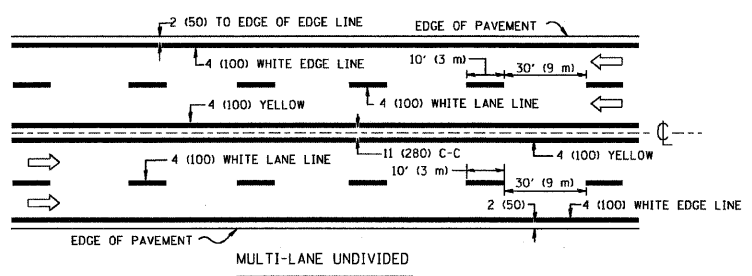 2 (50) TO EDGE OF EDGE LINE
EDGE OF PAVEMENT
4 (100) WHITE EDGE LINE
10' (3 m)
30' (9 m)
4 (100) YELLOW
4 (100) WHITE LANE LINE
℄
4 (100) WHITE LANE LINE
11 (280) C-C
4 (100) YELLOW
10' (3 m)
30' (9 m)
2 (50)
4 (100) WHITE EDGE LINE
EDGE OF PAVEMENT
MULTI-LANE UNDIVIDED